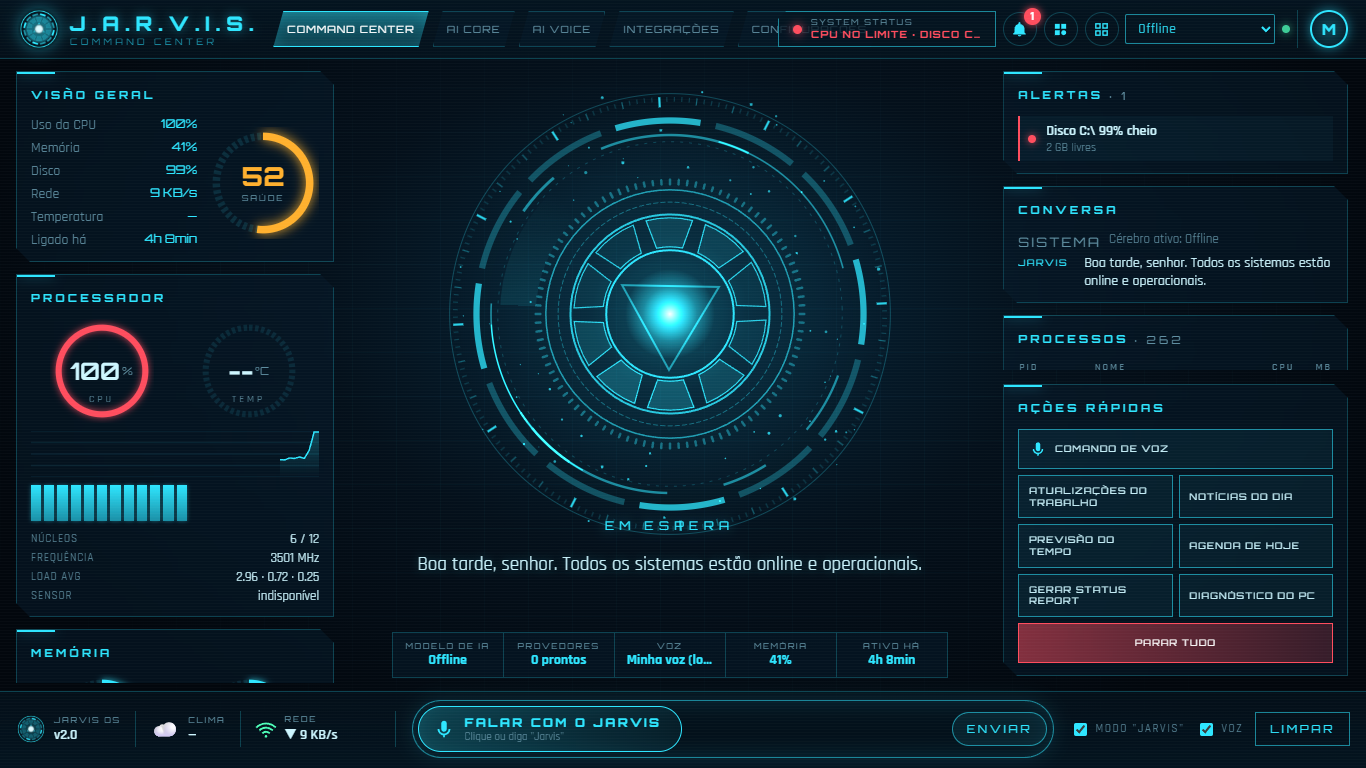 J.A.R.V.I.S.
COMMAND CENTER
COMMAND CENTER
AI CORE
AI VOICE
INTEGRAÇÕES
CON
SYSTEM STATUS
CPU NO LIMITE · DISCO C…
1
Offline
M
VISÃO GERAL
Uso da CPU 100%
Memória 41%
Disco 99%
Rede 9 KB/s
Temperatura —
Ligado há 4h 8min
52
SAÚDE
PROCESSADOR
100%
CPU
--°C
TEMP
NÚCLEOS 6 / 12
FREQUÊNCIA 3501 MHz
LOAD AVG 2.96 · 0.72 · 0.25
SENSOR indisponível
MEMÓRIA
EM ESPERA
Boa tarde, senhor. Todos os sistemas estão online e operacionais.
MODELO DE IA
Offline
PROVEDORES
0 prontos
VOZ
Minha voz (lo...
MEMÓRIA
41%
ATIVO HÁ
4h 8min
ALERTAS · 1
Disco C:\ 99% cheio
2 GB livres
CONVERSA
SISTEMA Cérebro ativo: Offline
JARVIS Boa tarde, senhor. Todos os sistemas estão
online e operacionais.
PROCESSOS · 262
PID NOME CPU MB
AÇÕES RÁPIDAS
COMANDO DE VOZ
ATUALIZAÇÕES DO
TRABALHO
NOTÍCIAS DO DIA
PREVISÃO DO
TEMPO
AGENDA DE HOJE
GERAR STATUS
REPORT
DIAGNÓSTICO DO PC
PARAR TUDO
JARVIS OS
v2.0
CLIMA
—
REDE
▼ 9 KB/s
FALAR COM O JARVIS
Clique ou diga "Jarvis"
ENVIAR
MODO "JARVIS"
VOZ
LIMPAR